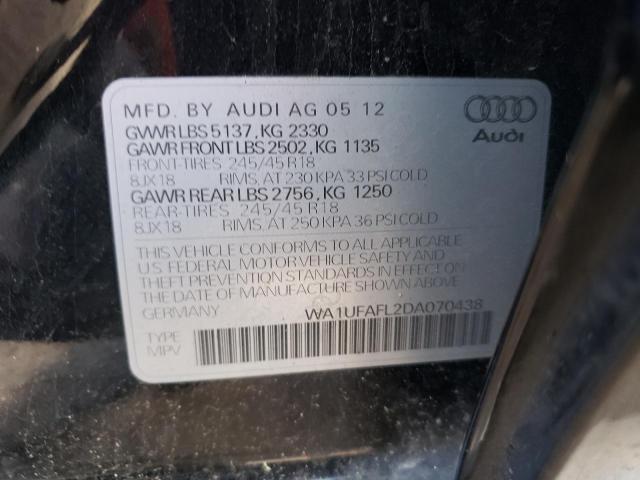 MFD. BY AUDI AG 05 12
GVWR LBS 5137, KG 2330
GAWR FRONT LBS 2502, KG 1135
FRONT-TIRES 245/45 R18
8JX18 RIMS, AT 230 KPA 33 PSI COLD
GAWR REAR LBS 2756, KG 1250
REAR-TIRES 245/45 R18
8JX18 RIMS, AT 250 KPA 36 PSI COLD
THIS VEHICLE CONFORMS TO ALL APPLICABLE
U.S. FEDERAL MOTOR VEHICLE SAFETY AND
THEFT PREVENTION STANDARDS IN EFFECT ON
THE DATE OF MANUFACTURE SHOWN ABOVE
GERMANY WA1UFAFL2DA070438
TYPE
MPV
Audi